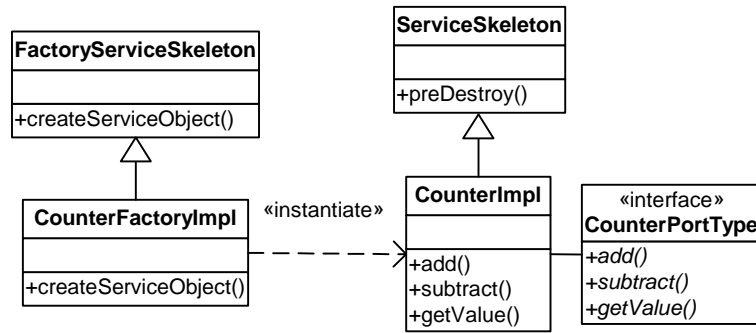 FactoryServiceSkeleton
+createServiceObject()
ServiceSkeleton
+preDestroy()
CounterFactoryImpl
+createServiceObject()
«instantiate»
CounterImpl
+add()
+subtract()
+getValue()
«interface»
CounterPortType
+add()
+subtract()
+getValue()